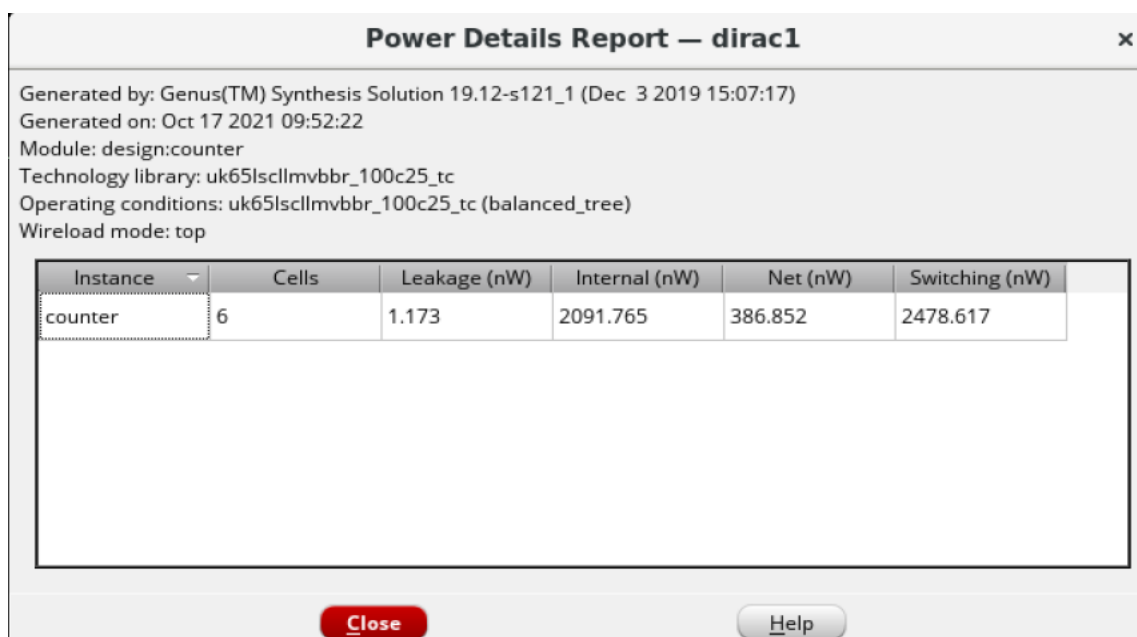 Power Details Report — dirac1 ×
Generated by: Genus(TM) Synthesis Solution 19.12-s121_1 (Dec  3 2019 15:07:17)
Generated on: Oct 17 2021 09:52:22
Module: design:counter
Technology library: uk65lscllmvbbr_100c25_tc
Operating conditions: uk65lscllmvbbr_100c25_tc (balanced_tree)
Wireload mode: top
Instance Cells Leakage (nW) Internal (nW) Net (nW) Switching (nW)
counter 6 1.173 2091.765 386.852 2478.617
Close Help